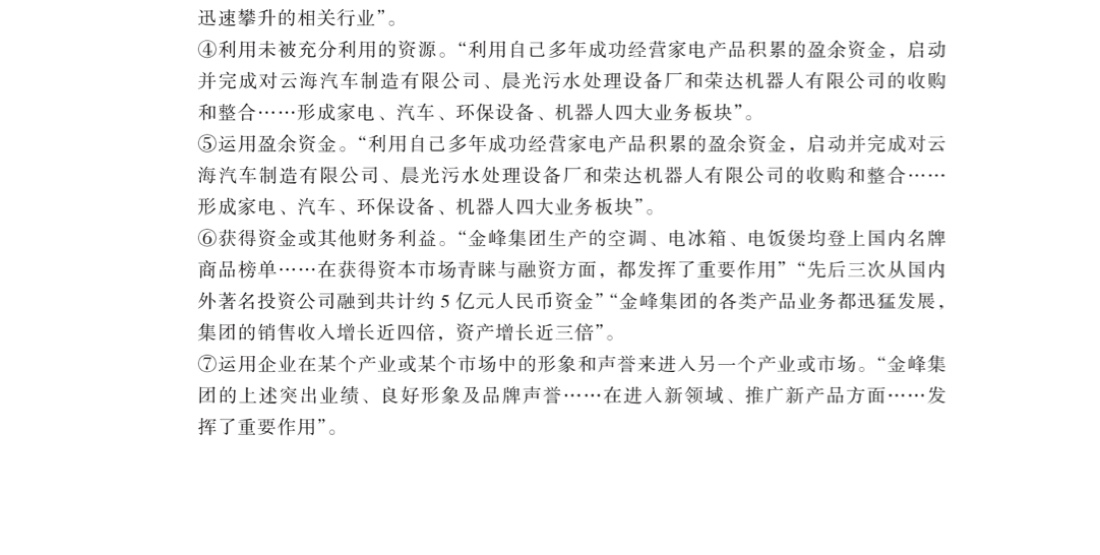 迅速攀升的相关行业”。
④利用未被充分利用的资源。“利用自己多年成功经营家电产品积累的盈余资金，启动
并完成对云海汽车制造有限公司、晨光污水处理设备厂和荣达机器人有限公司的收购
和整合……形成家电、汽车、环保设备、机器人四大业务板块”。
⑤运用盈余资金。“利用自己多年成功经营家电产品积累的盈余资金，启动并完成对云
海汽车制造有限公司、晨光污水处理设备厂和荣达机器人有限公司的收购和整合……
形成家电、汽车、环保设备、机器人四大业务板块”。
⑥获得资金或其他财务利益。“金峰集团生产的空调、电冰箱、电饭煲均登上国内名牌
商品榜单……在获得资本市场青睐与融资方面，都发挥了重要作用”“先后三次从国内
外著名投资公司融到共计约 5 亿元人民币资金”“金峰集团的各类产品业务都迅猛发展，
集团的销售收入增长近四倍，资产增长近三倍”。
⑦运用企业在某个产业或某个市场中的形象和声誉来进入另一个产业或市场。“金峰集
团的上述突出业绩、良好形象及品牌声誉……在进入新领域、推广新产品方面……发
挥了重要作用”。